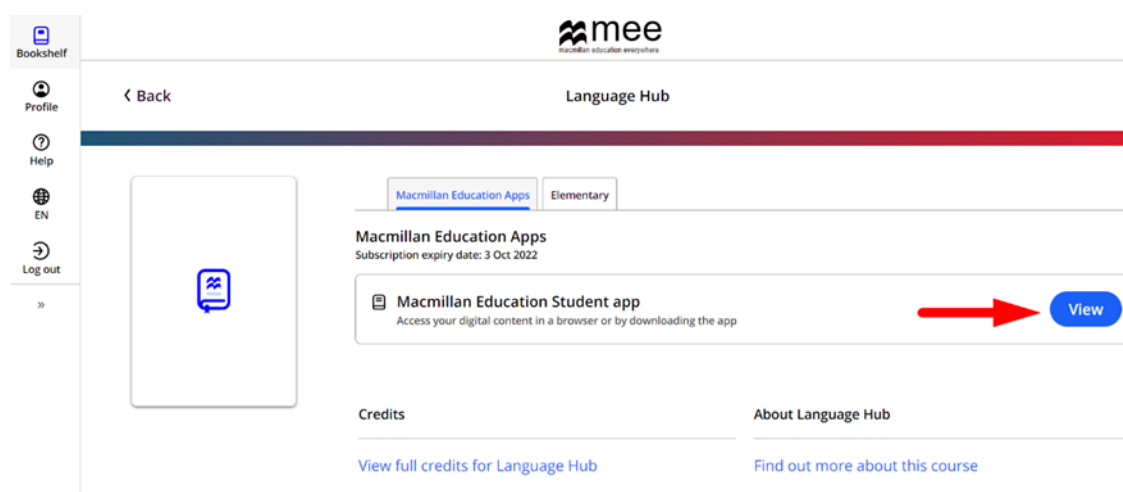 mee
macmillan education everywhere
Bookshelf
Profile
Help
EN
Log out
»
‹ Back
Language Hub
Macmillan Education Apps
Elementary
Macmillan Education Apps
Subscription expiry date: 3 Oct 2022
Macmillan Education Student app
Access your digital content in a browser or by downloading the app
View
Credits
About Language Hub
View full credits for Language Hub
Find out more about this course